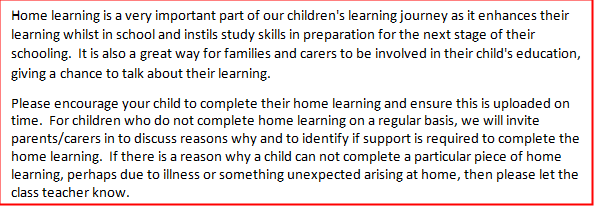 Home learning is a very important part of our children's learning journey as it enhances their
learning whilst in school and instils study skills in preparation for the next stage of their
schooling.  It is also a great way for families and carers to be involved in their child's education,
giving a chance to talk about their learning.
Please encourage your child to complete their home learning and ensure this is uploaded on
time.  For children who do not complete home learning on a regular basis, we will invite
parents/carers in to discuss reasons why and to identify if support is required to complete the
home learning.  If there is a reason why a child can not complete a particular piece of home
learning, perhaps due to illness or something unexpected arising at home, then please let the
class teacher know.